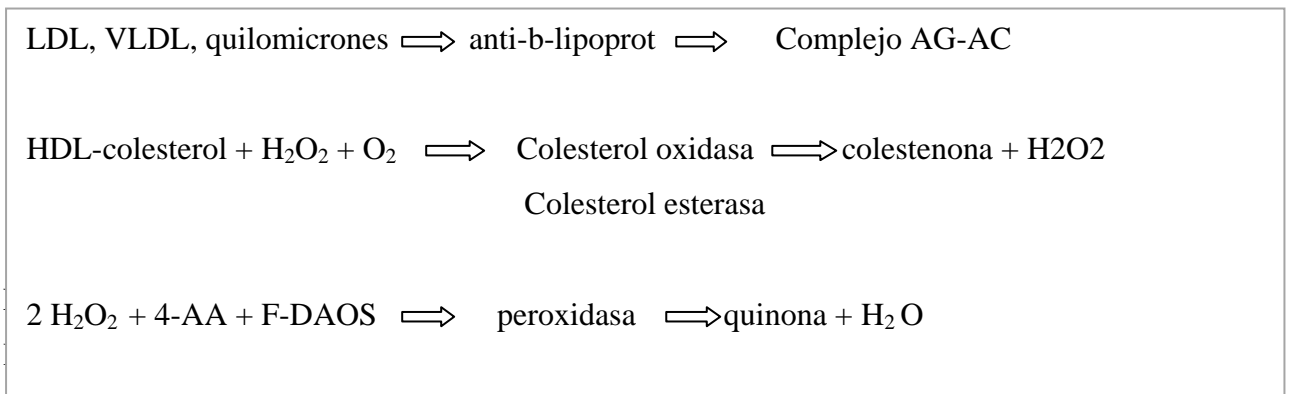 LDL, VLDL, quilomicrones ⟹ anti-b-lipoprot ⟹ Complejo AG-AC
HDL-colesterol + H₂O₂ + O₂ ⟹ Colesterol oxidasa ⟹ colestenona + H2O2
Colesterol esterasa
2 H₂O₂ + 4-AA + F-DAOS ⟹ peroxidasa ⟹ quinona + H₂ O